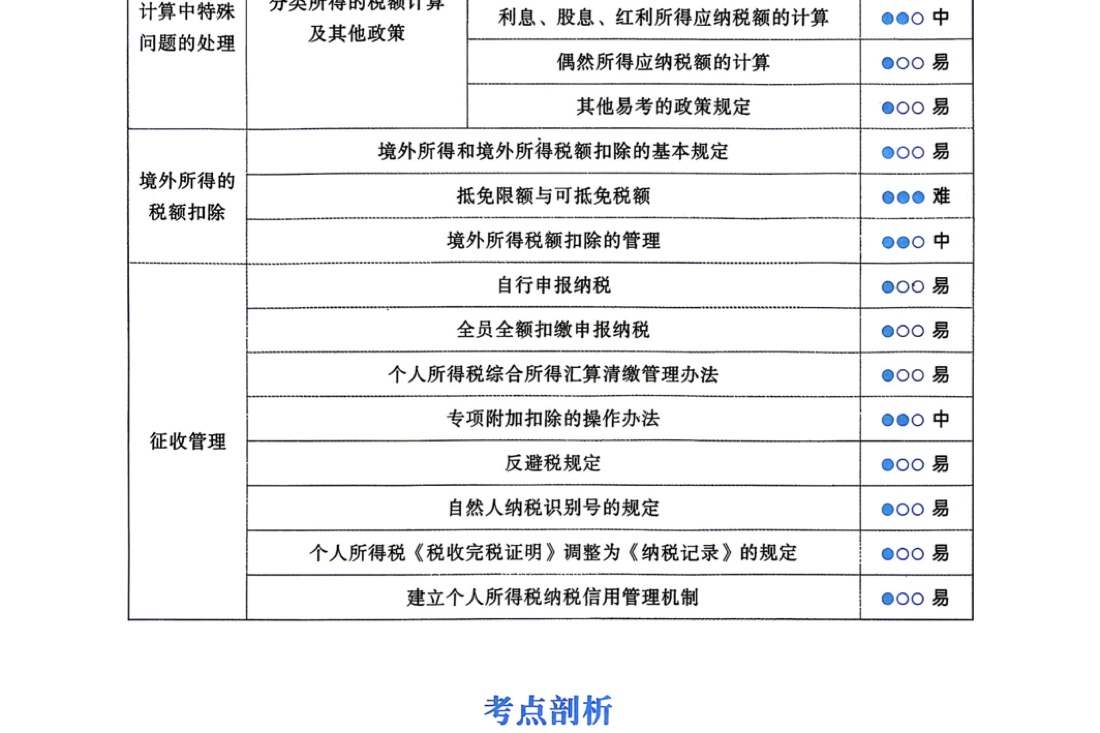 计算中特殊
问题的处理
分类所得的税额计算
及其他政策
利息、股息、红利所得应纳税额的计算
中
偶然所得应纳税额的计算
易
其他易考的政策规定
易
境外所得的
税额扣除
境外所得和境外所得税额扣除的基本规定
易
抵免限额与可抵免税额
难
境外所得税额扣除的管理
中
征收管理
自行申报纳税
易
全员全额扣缴申报纳税
易
个人所得税综合所得汇算清缴管理办法
易
专项附加扣除的操作办法
中
反避税规定
易
自然人纳税识别号的规定
易
个人所得税《税收完税证明》调整为《纳税记录》的规定
易
建立个人所得税纳税信用管理机制
易
考点剖析